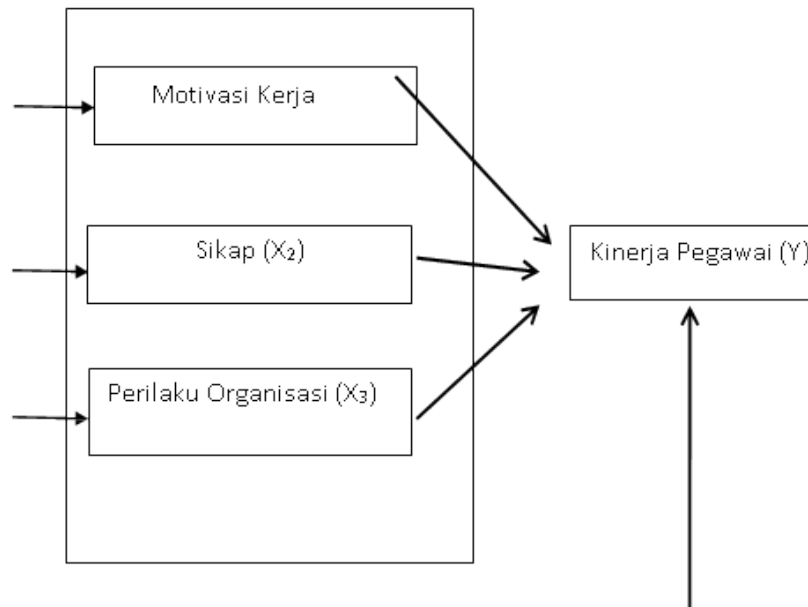 Motivasi Kerja
Sikap (X₂)
Kinerja Pegawai (Y)
Perilaku Organisasi (X₃)